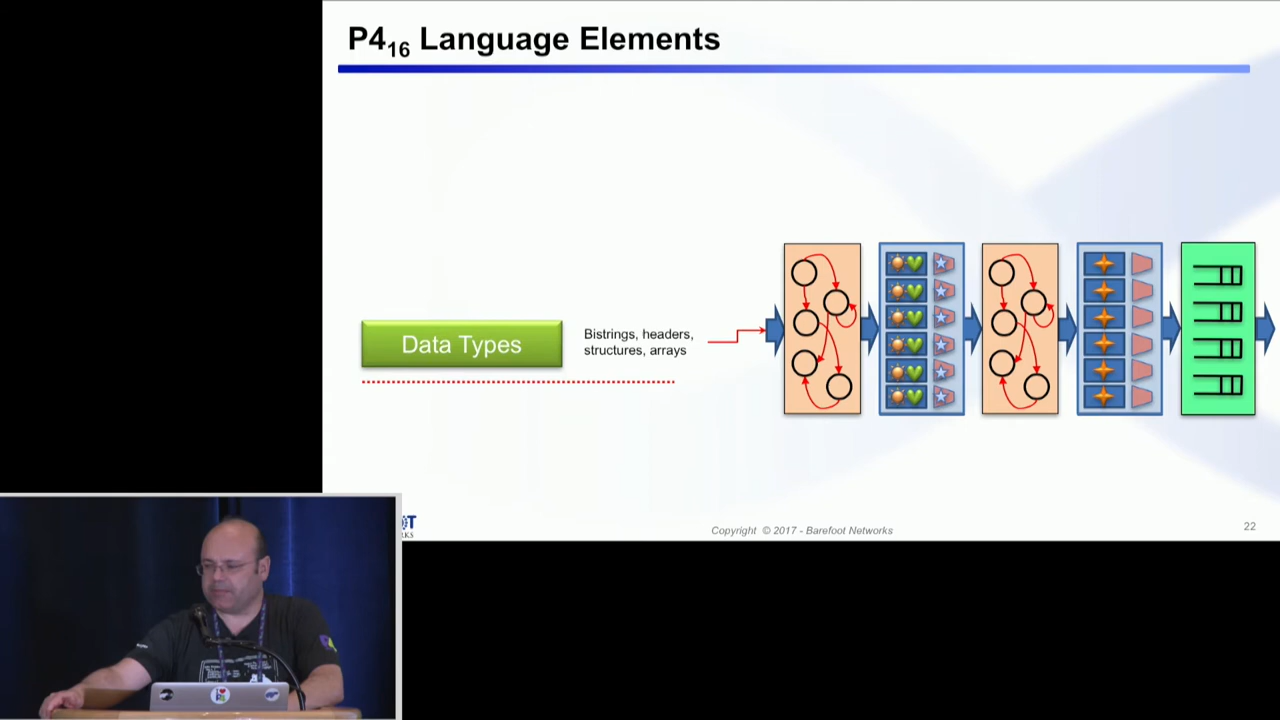 P4₁₆ Language Elements
Data Types
Bistrings, headers,
structures, arrays
Copyright © 2017 - Barefoot Networks
22